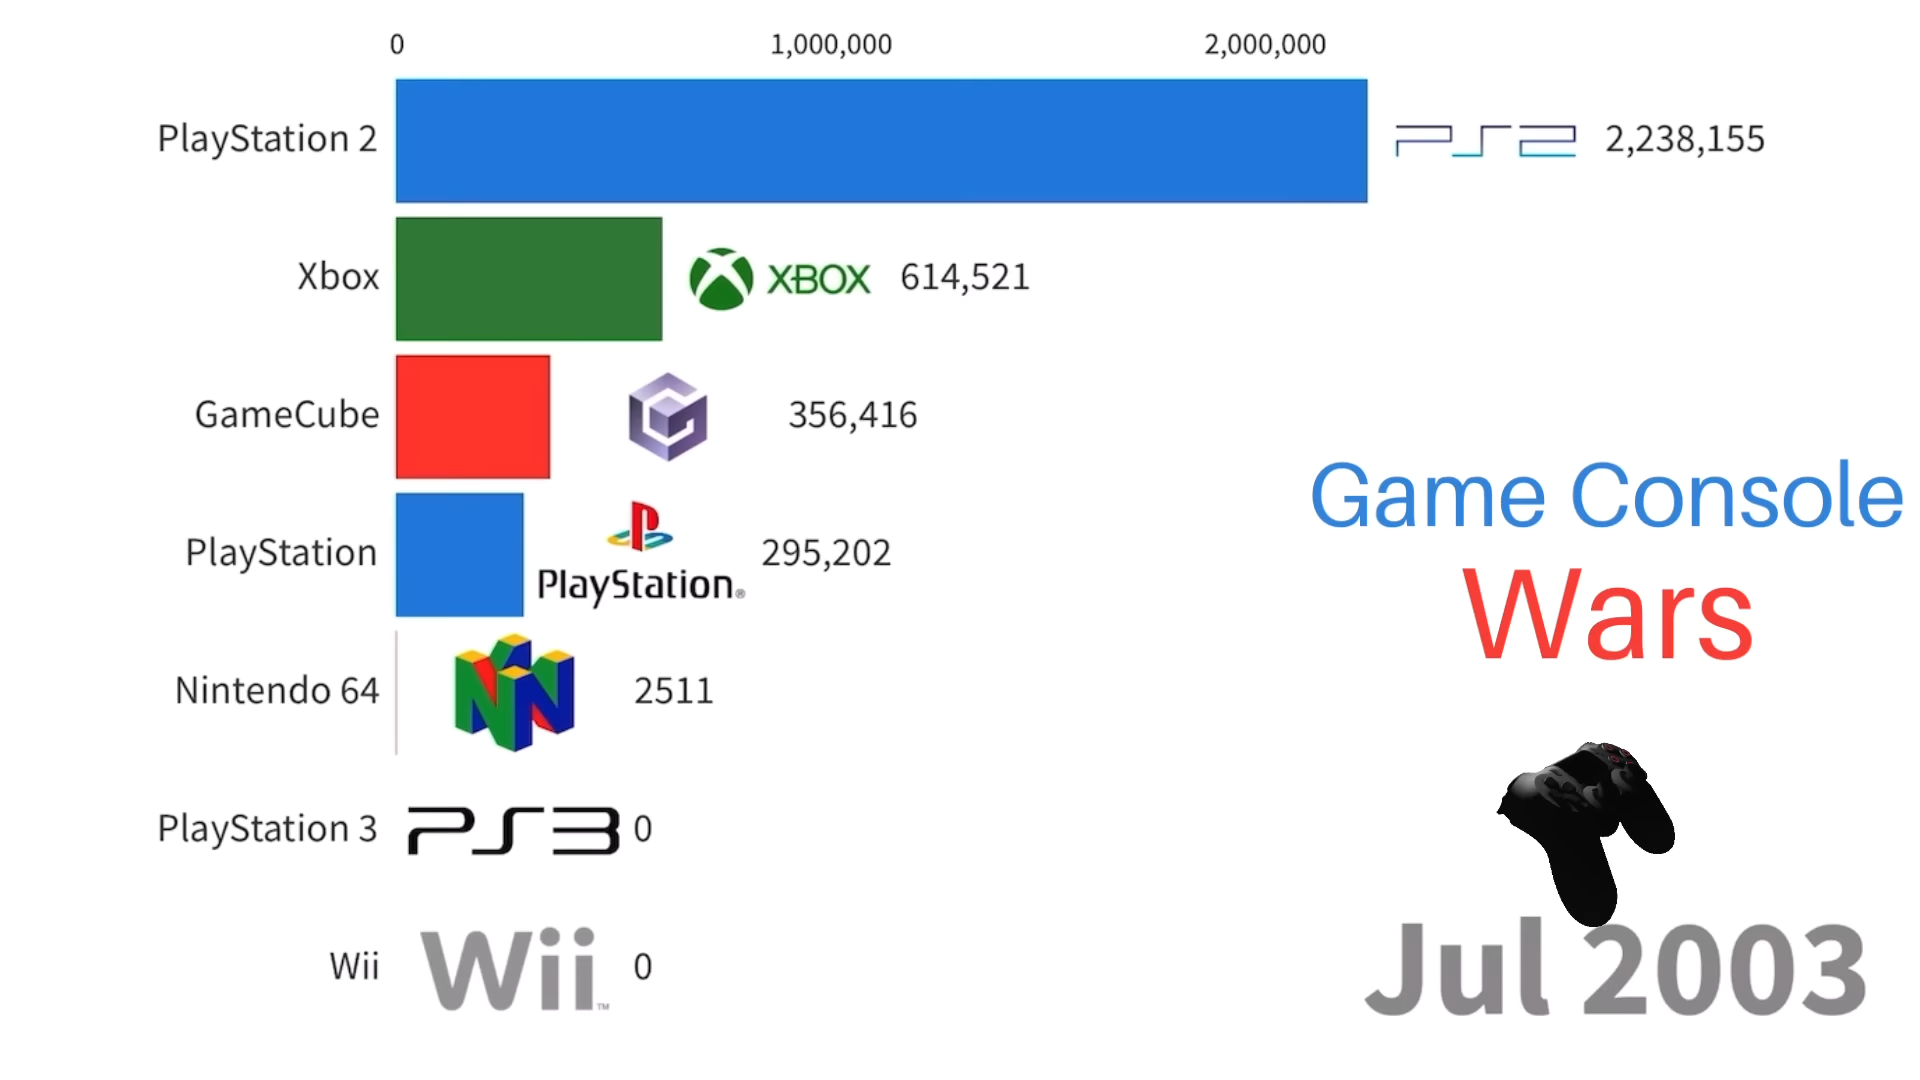 0 1,000,000 2,000,000
PlayStation 2 PS2 2,238,155
Xbox XBOX 614,521
GameCube 356,416
PlayStation PlayStation® 295,202
Nintendo 64 2511
PlayStation 3 PS3 0
Wii Wii™ 0
Game Console
Wars
Jul 2003